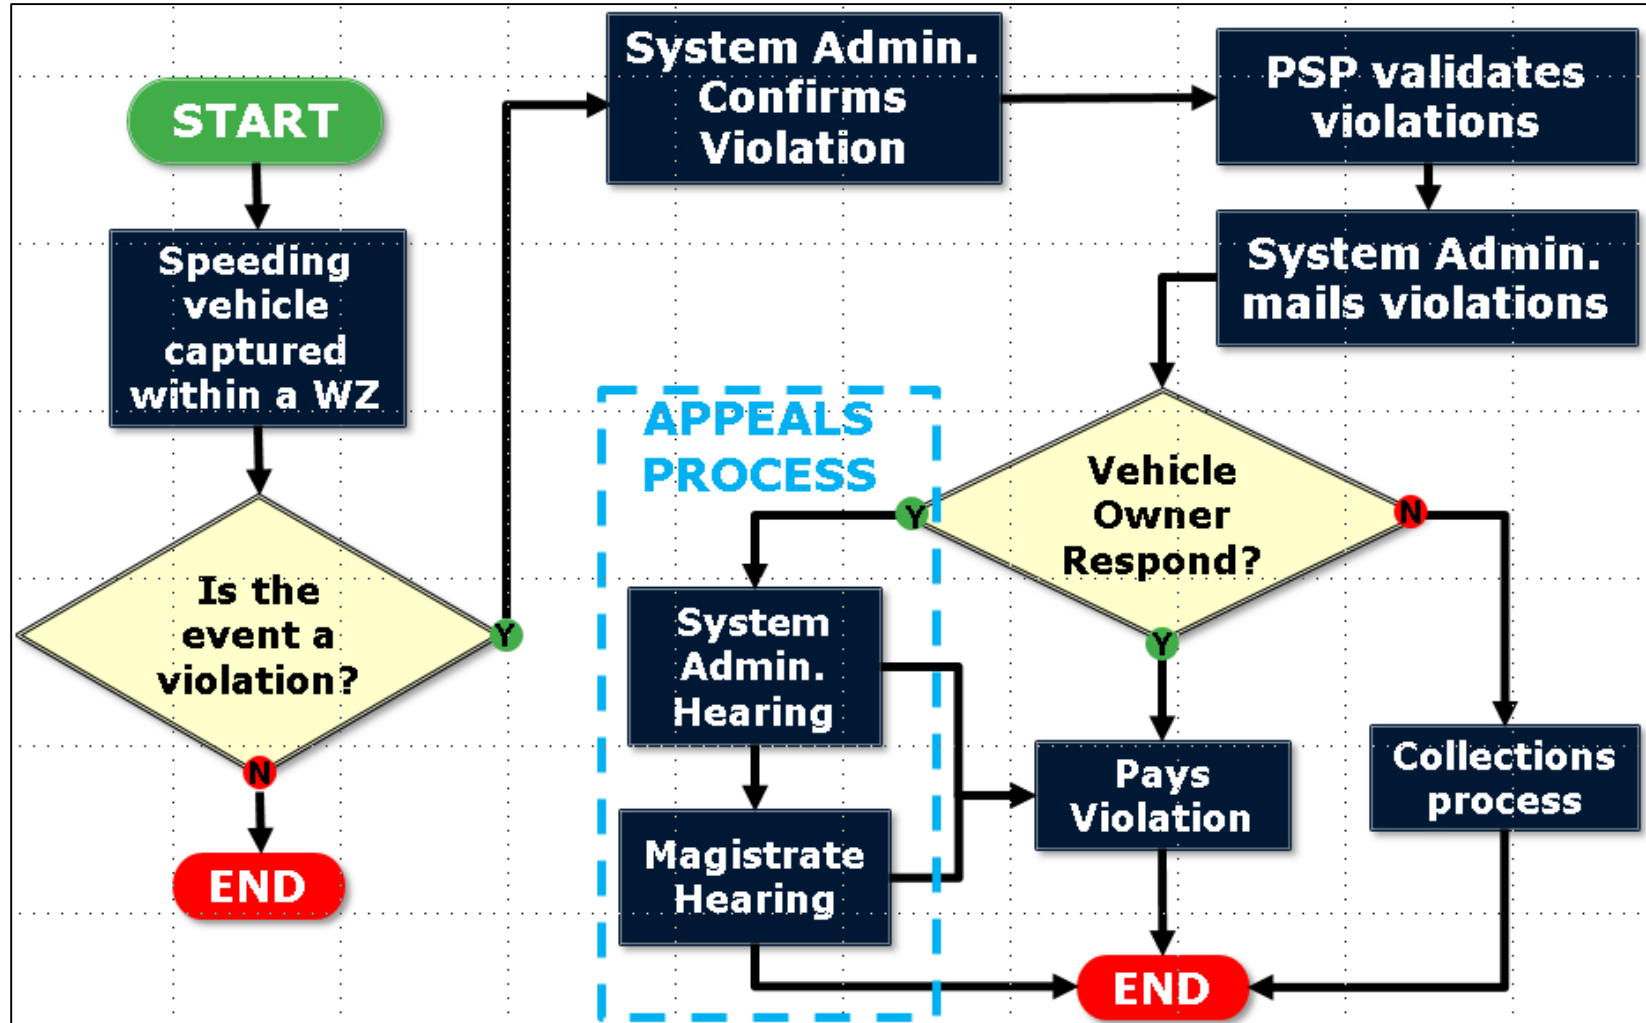 START
Speeding
vehicle
captured
within a WZ
Is the
event a
violation?
Y
N
END
System Admin.
Confirms
Violation
PSP validates
violations
System Admin.
mails violations
Vehicle
Owner
Respond?
Y
N
Y
APPEALS
PROCESS
System
Admin.
Hearing
Magistrate
Hearing
Pays
Violation
Collections
process
END